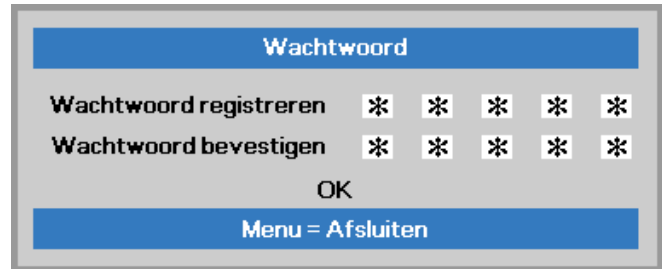 Wachtwoord
Wachtwoord registreren * * * * *
Wachtwoord bevestigen * * * * *
OK
Menu = Afsluiten